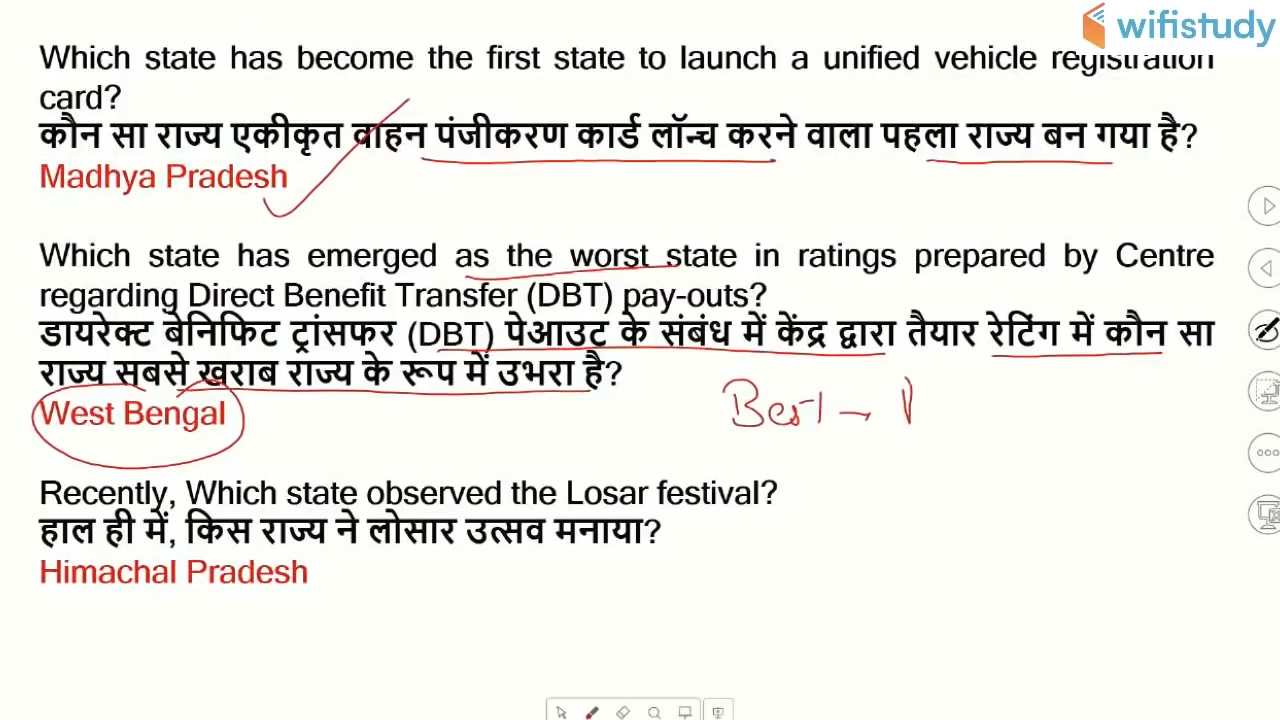 wifistudy
Which state has become the first state to launch a unified vehicle registration
card?
कौन सा राज्य एकीकृत वाहन पंजीकरण कार्ड लॉन्च करने वाला पहला राज्य बन गया है?
Madhya Pradesh
Which state has emerged as the worst state in ratings prepared by Centre
regarding Direct Benefit Transfer (DBT) pay-outs?
डायरेक्ट बेनिफिट ट्रांसफर (DBT) पेआउट के संबंध में केंद्र द्वारा तैयार रेटिंग में कौन सा
राज्य सबसे खराब राज्य के रूप में उभरा है?
West Bengal
Best →
Recently, Which state observed the Losar festival?
हाल ही में, किस राज्य ने लोसार उत्सव मनाया?
Himachal Pradesh